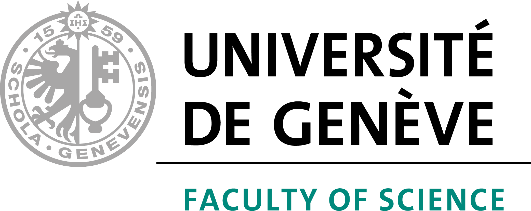 15 59
IHS
SCHOLA · GENEVENSIS
UNIVERSITÉ
DE GENÈVE
FACULTY OF SCIENCE